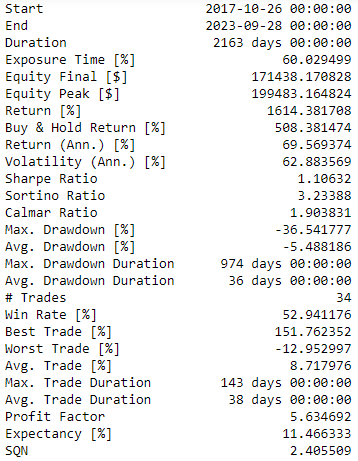 Start 2017-10-26 00:00:00
End 2023-09-28 00:00:00
Duration 2163 days 00:00:00
Exposure Time [%] 60.029499
Equity Final [$] 171438.170828
Equity Peak [$] 199483.164824
Return [%] 1614.381708
Buy & Hold Return [%] 508.381474
Return (Ann.) [%] 69.569374
Volatility (Ann.) [%] 62.883569
Sharpe Ratio 1.10632
Sortino Ratio 3.23388
Calmar Ratio 1.903831
Max. Drawdown [%] -36.541777
Avg. Drawdown [%] -5.488186
Max. Drawdown Duration 974 days 00:00:00
Avg. Drawdown Duration 36 days 00:00:00
# Trades 34
Win Rate [%] 52.941176
Best Trade [%] 151.762352
Worst Trade [%] -12.952997
Avg. Trade [%] 8.717976
Max. Trade Duration 143 days 00:00:00
Avg. Trade Duration 38 days 00:00:00
Profit Factor 5.634692
Expectancy [%] 11.466333
SQN 2.405509